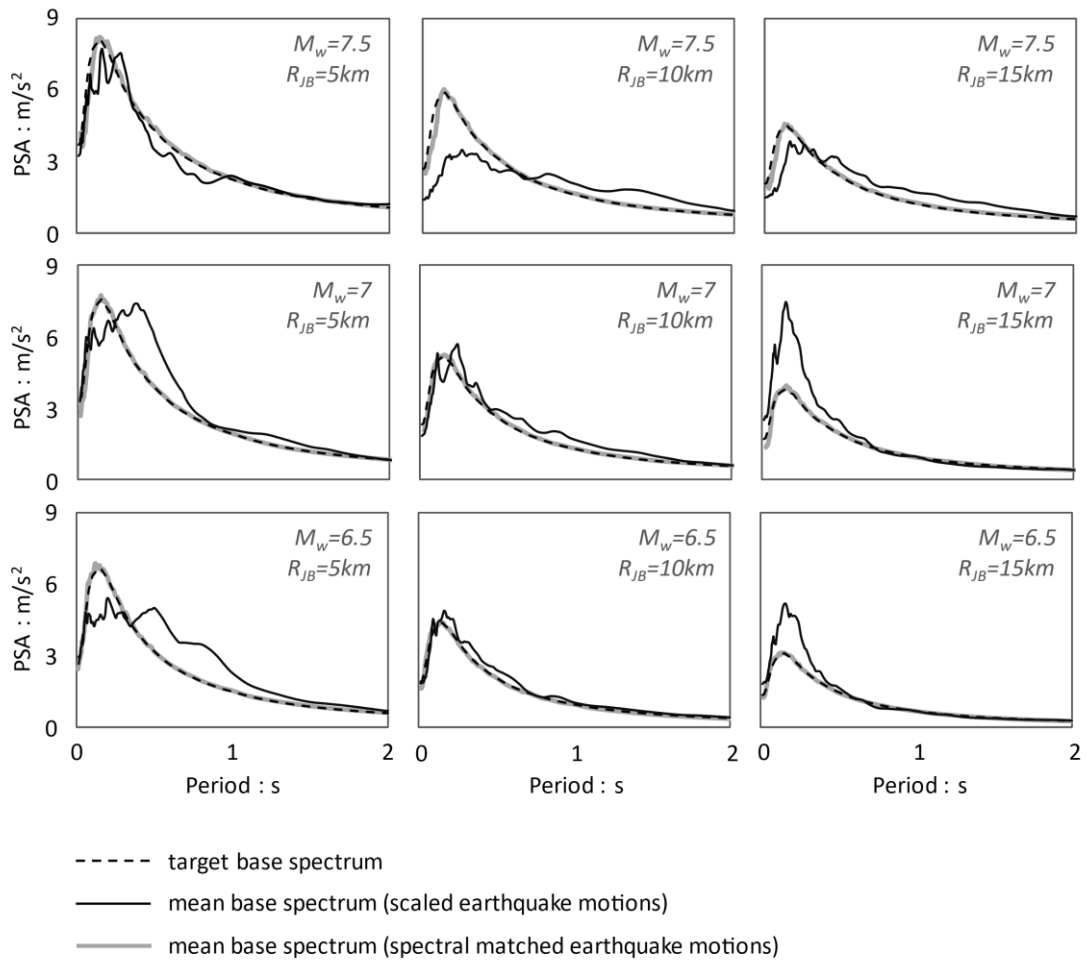 9
6
3
0
PSA : m/s²
M_w=7.5
R_JB=5km
M_w=7.5
R_JB=10km
M_w=7.5
R_JB=15km
9
6
3
0
PSA : m/s²
M_w=7
R_JB=5km
M_w=7
R_JB=10km
M_w=7
R_JB=15km
9
6
3
0
PSA : m/s²
M_w=6.5
R_JB=5km
M_w=6.5
R_JB=10km
M_w=6.5
R_JB=15km
0 1 2
0 1 2
0 1 2
Period : s
Period : s
Period : s
target base spectrum
mean base spectrum (scaled earthquake motions)
mean base spectrum (spectral matched earthquake motions)